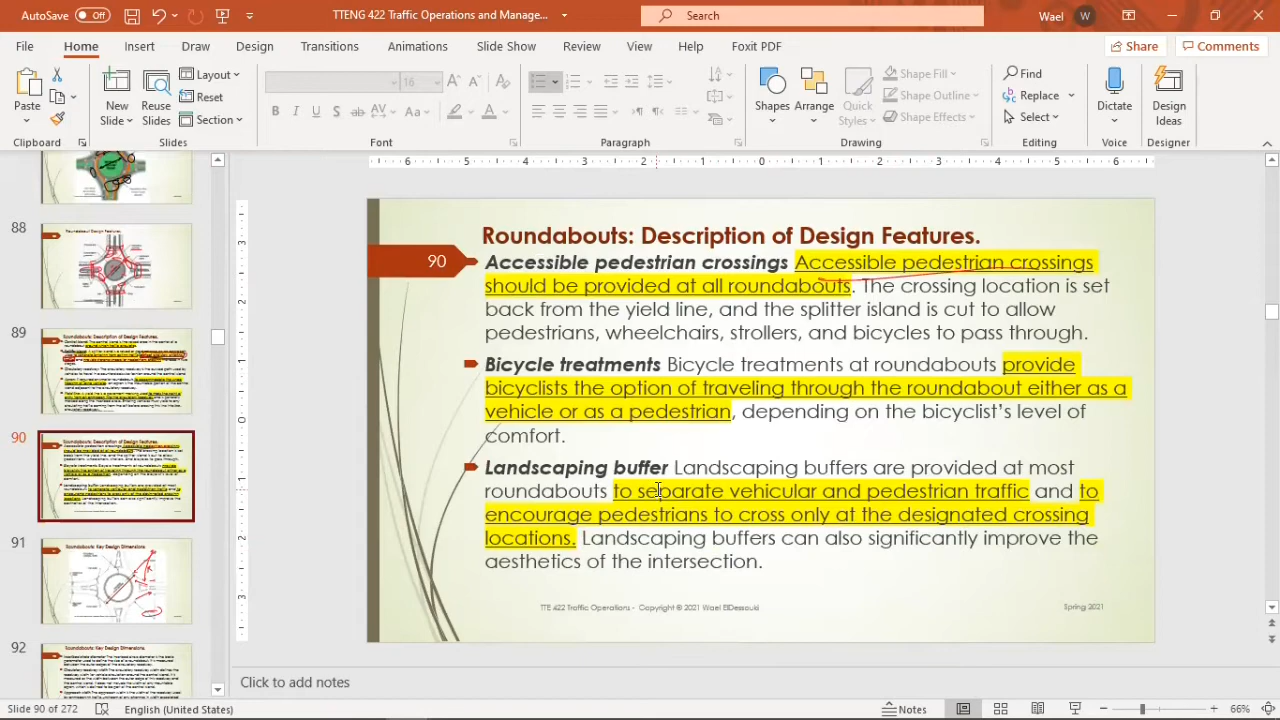 AutoSave Off
TTENG 422 Traffic Operations and Manage...
Search
Wael W
File Home Insert Draw Design Transitions Animations Slide Show Review View Help Foxit PDF
Share Comments
Paste
New Slide
Reuse Slides
Layout
Reset
Section
16
Shapes
Arrange
Quick Styles
Shape Fill
Shape Outline
Shape Effects
Find
Replace
Select
Dictate
Design Ideas
Clipboard Slides Font Paragraph Drawing Editing Voice Designer
88
89
90
91
92
Roundabouts: Description of Design Features.
90
Accessible pedestrian crossings Accessible pedestrian crossings
should be provided at all roundabouts. The crossing location is set
back from the yield line, and the splitter island is cut to allow
pedestrians, wheelchairs, strollers, and bicycles to pass through.
Bicycle treatments Bicycle treatments at roundabouts provide
bicyclists the option of traveling through the roundabout either as a
vehicle or as a pedestrian, depending on the bicyclist's level of
comfort.
Landscaping buffer Landscaping buffers are provided at most
roundabouts to separate vehicular and pedestrian traffic and to
encourage pedestrians to cross only at the designated crossing
locations. Landscaping buffers can also significantly improve the
aesthetics of the intersection.
TTE 422 Traffic Operations - Copyright © 2021 Wael ElDessouki
Spring 2021
Click to add notes
Slide 90 of 272
English (United States)
Notes
66%